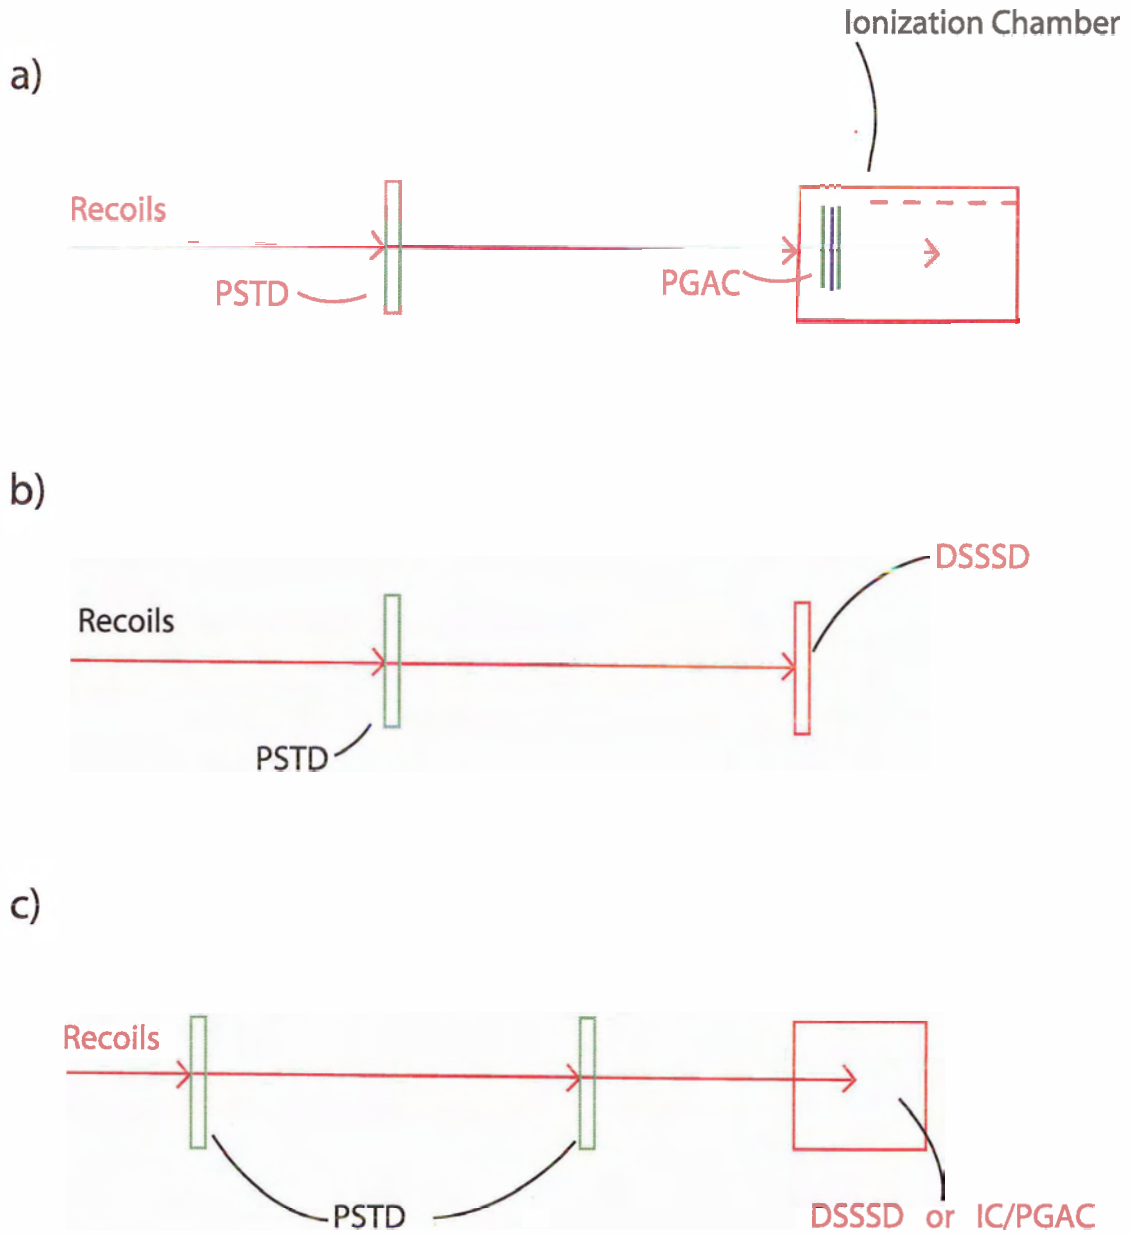 Ionization Chamber
a)
Recoils
PSTD
PGAC
b)
DSSSD
Recoils
PSTD
c)
Recoils
PSTD
DSSSD or IC/PGAC